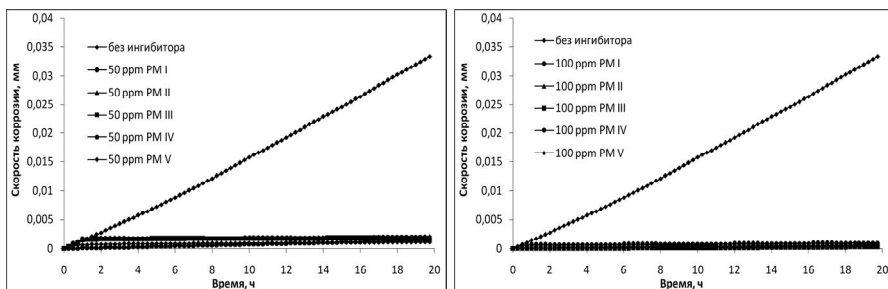 0,04
0,035
0,03
0,025
0,02
0,015
0,01
0,005
0
Скорость коррозии, мм
без ингибитора
50 ppm PM I
50 ppm PM II
50 ppm PM III
50 ppm PM IV
50 ppm PM V
0 2 4 6 8 10 12 14 16 18 20
Время, ч
0,04
0,035
0,03
0,025
0,02
0,015
0,01
0,005
0
Скорость коррозии, мм
без ингибитора
100 ppm PM I
100 ppm PM II
100 ppm PM III
100 ppm PM IV
100 ppm PM V
0 2 4 6 8 10 12 14 16 18 20
Время, ч